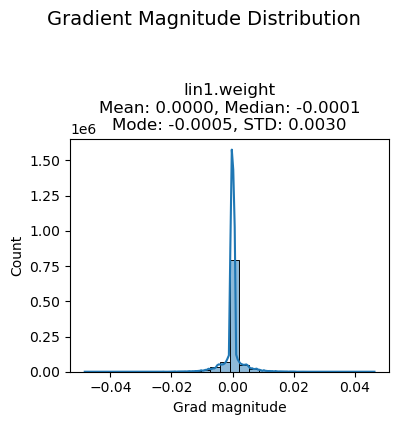 Gradient Magnitude Distribution
lin1.weight
Mean: 0.0000, Median: -0.0001
Mode: -0.0005, STD: 0.0030
1e6
1.50
1.25
1.00
0.75
0.50
0.25
0.00
Count
−0.04 −0.02 0.00 0.02 0.04
Grad magnitude